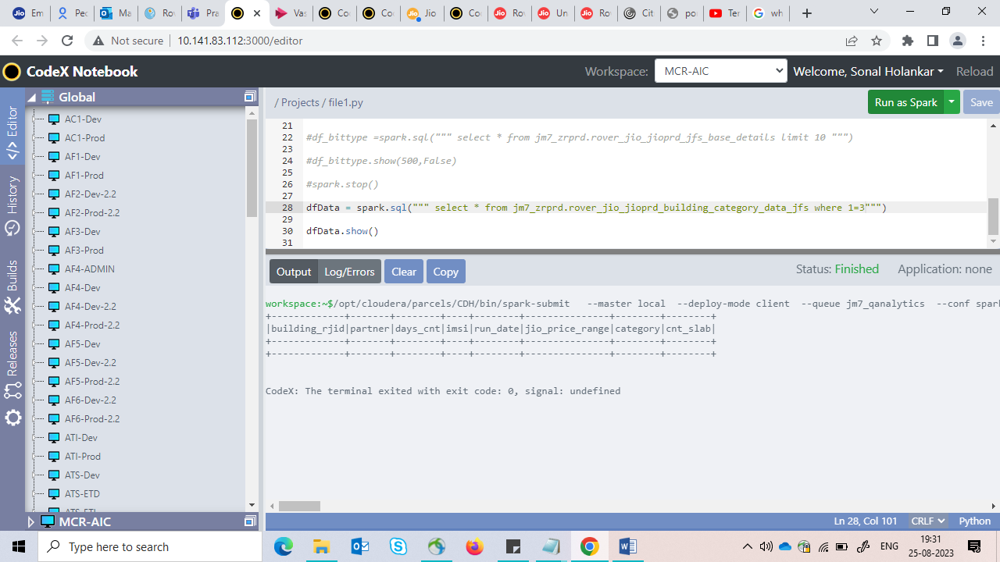 Em
Pec
Ma
Ro
Pra
Vas
Co
Co
Jio
Co
Ro
Un
Ro
Cit
po
Ter
wh
Not secure
10.141.83.112:3000/editor
CodeX Notebook
Workspace:
MCR-AIC
Welcome, Sonal Holankar
Reload
Editor
History
Builds
Releases
Global
AC1-Dev
AC1-Prod
AF1-Dev
AF1-Prod
AF2-Dev-2.2
AF2-Prod-2.2
AF3-Dev
AF3-Prod
AF4-ADMIN
AF4-Dev
AF4-Dev-2.2
AF4-Prod-2.2
AF5-Dev
AF5-Dev-2.2
AF5-Prod-2.2
AF6-Dev-2.2
AF6-Prod-2.2
ATI-Dev
ATI-Prod
ATS-Dev
ATS-ETD
MCR-AIC
/ Projects / file1.py
Run as Spark
Save
21
22 #df_bittype =spark.sql(""" select * from jm7_zrprd.rover_jio_jioprd_jfs_base_details limit 10 """)
23
24 #df_bittype.show(500,False)
25
26 #spark.stop()
27
28 dfData = spark.sql(""" select * from jm7_zrprd.rover_jio_jioprd_building_category_data_jfs where 1=3""")
29
30 dfData.show()
31
Output
Log/Errors
Clear
Copy
Status: Finished
Application: none
workspace:~$/opt/cloudera/parcels/CDH/bin/spark-submit --master local --deploy-mode client --queue jm7_qanalytics --conf spark
+-------------+-------+--------+----+--------+---------------+--------+--------+
|building_rjid|partner|days_cnt|imsi|run_date|jio_price_range|category|cnt_slab|
+-------------+-------+--------+----+--------+---------------+--------+--------+
+-------------+-------+--------+----+--------+---------------+--------+--------+
CodeX: The terminal exited with exit code: 0, signal: undefined
Ln 28, Col 101
CRLF
Python
Type here to search
ENG
19:31
25-08-2023